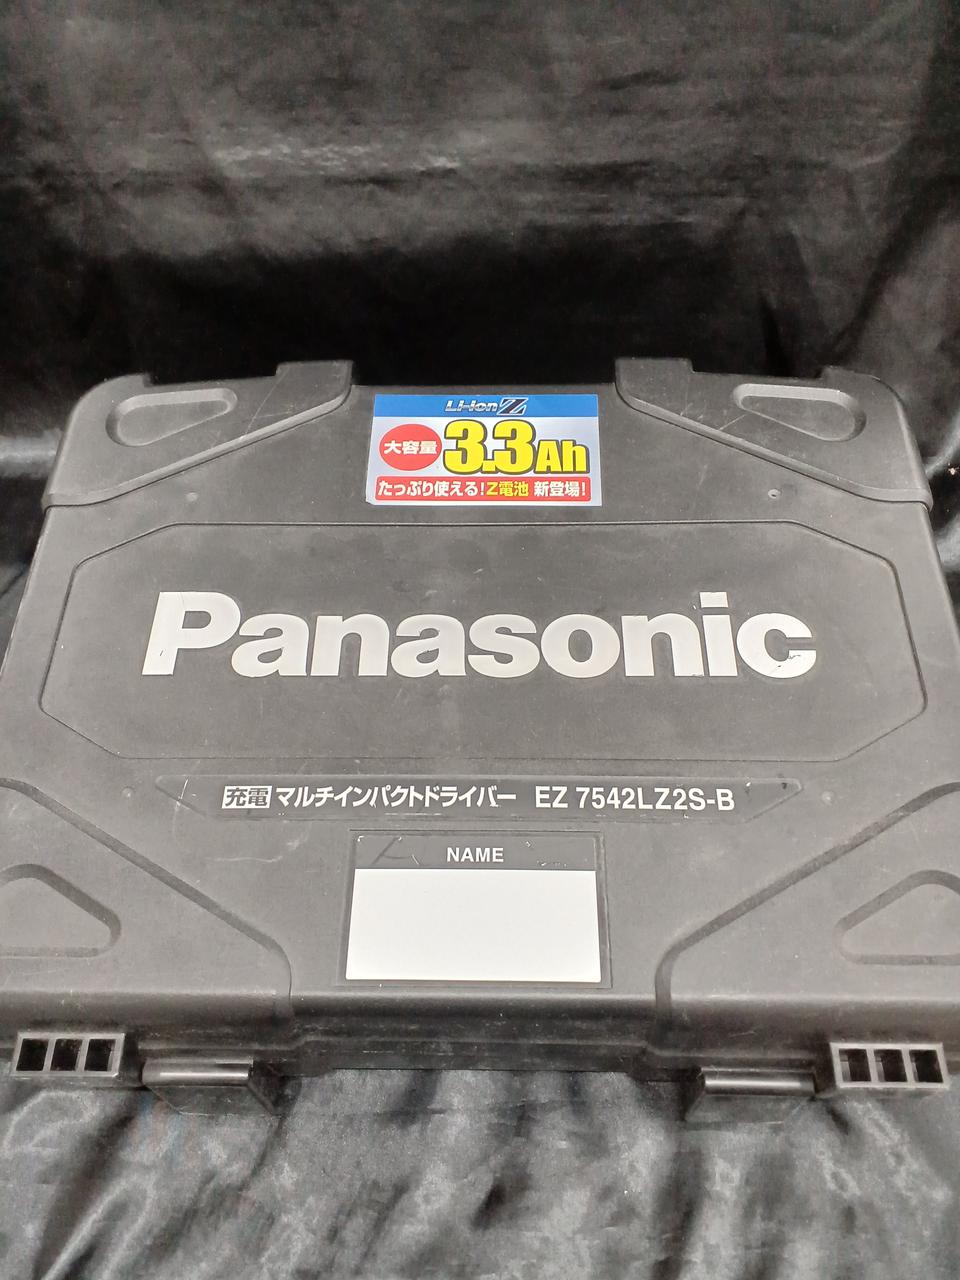 Li-ion Z
大容量 3.3Ah
たっぷり使える!Z電池 新登場!
Panasonic
充電 マルチインパクトドライバー EZ 7542LZ2S-B
NAME